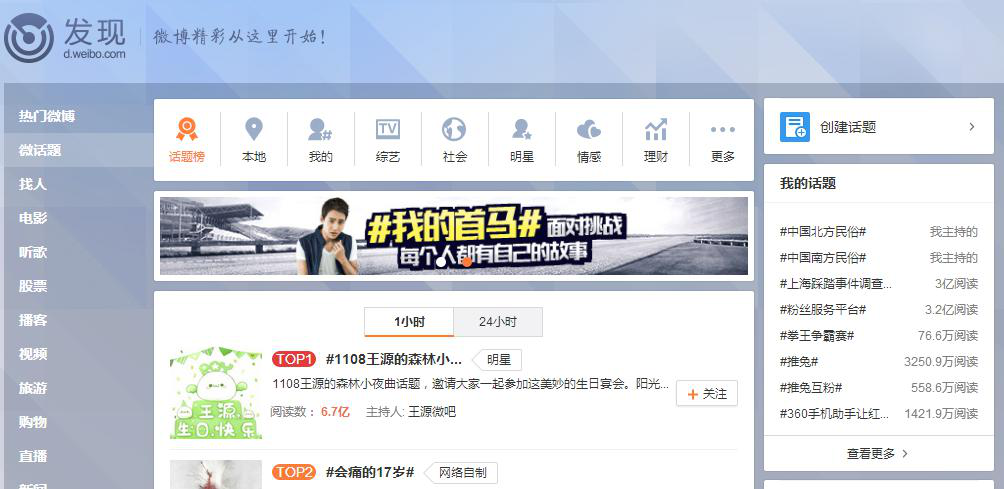 发现
d.weibo.com
微博精彩从这里开始!
热门微博
微话题
找人
电影
听歌
股票
播客
视频
旅游
购物
直播
新闻
话题榜
本地
#
我的
TV
综艺
社会
明星
情感
理财
更多
#我的首马#面对挑战
每个人都有自己的故事
1小时
24小时
王源
生日快乐
TOP1 #1108王源的森林小... 明星
1108王源的森林小夜曲话题，邀请大家一起参加这美妙的生日宴会。阳光...
+ 关注
阅读数： 6.7亿 主持人: 王源微吧
TOP2 #会痛的17岁# 网络自制
创建话题 >
我的话题
#中国北方民俗# 我主持的
#中国南方民俗# 我主持的
#上海踩踏事件调查... 3亿阅读
#粉丝服务平台# 3.2亿阅读
#拳王争霸赛# 76.6万阅读
#推兔# 3250.9万阅读
#推兔互粉# 558.6万阅读
#360手机助手让红... 1421.9万阅读
查看更多 >